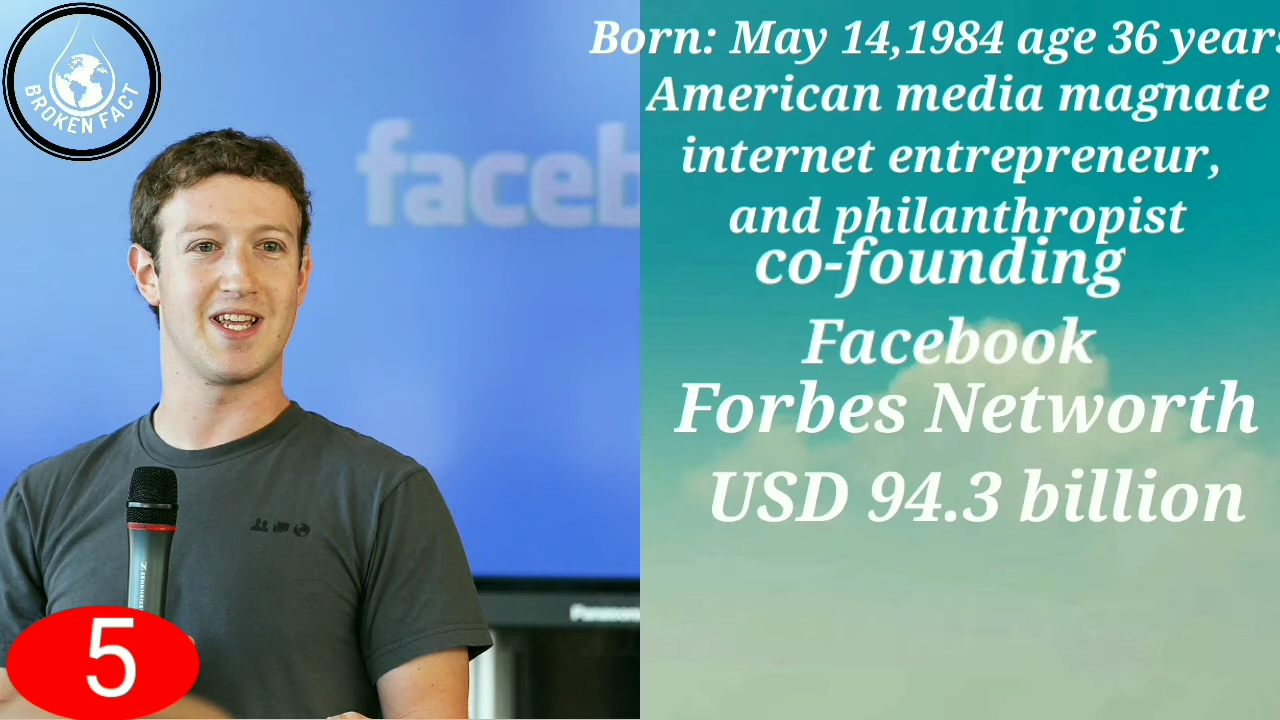 BROKEN FACT
faceb
Born: May 14,1984 age 36 years
American media magnate
internet entrepreneur,
and philanthropist
co-founding
Facebook
Forbes Networth
USD 94.3 billion
Panason
5